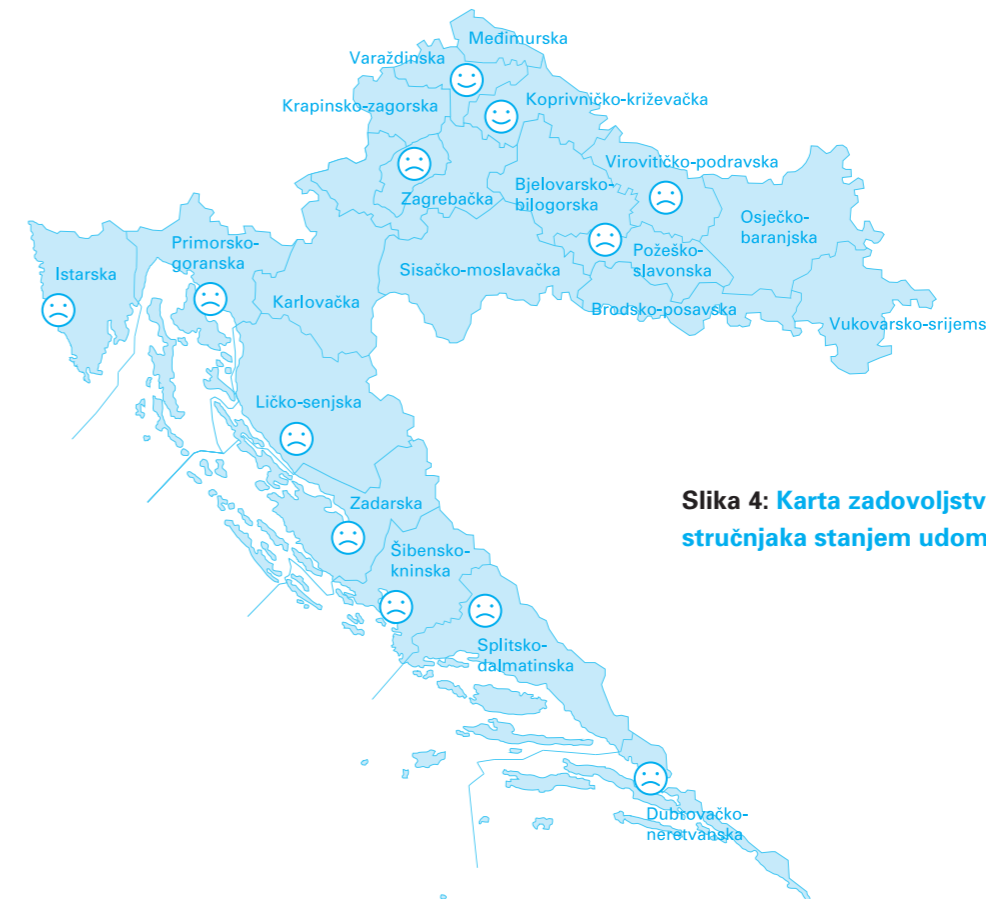 Međimurska
Varaždinska
Krapinsko-zagorska
Koprivničko-križevačka
Virovitičko-podravska
Zagrebačka
Bjelovarsko-
bilogorska
Osječko-
baranjska
Primorsko-
goranska
Istarska
Sisačko-moslavačka
Požeško-
slavonska
Karlovačka
Brodsko-posavska
Vukovarsko-srijems
Ličko-senjska
Zadarska
Šibensko-
kninska
Splitsko-
dalmatinska
Dubrovačko-
neretvanska
Slika 4: Karta zadovoljstv
stručnjaka stanjem udom